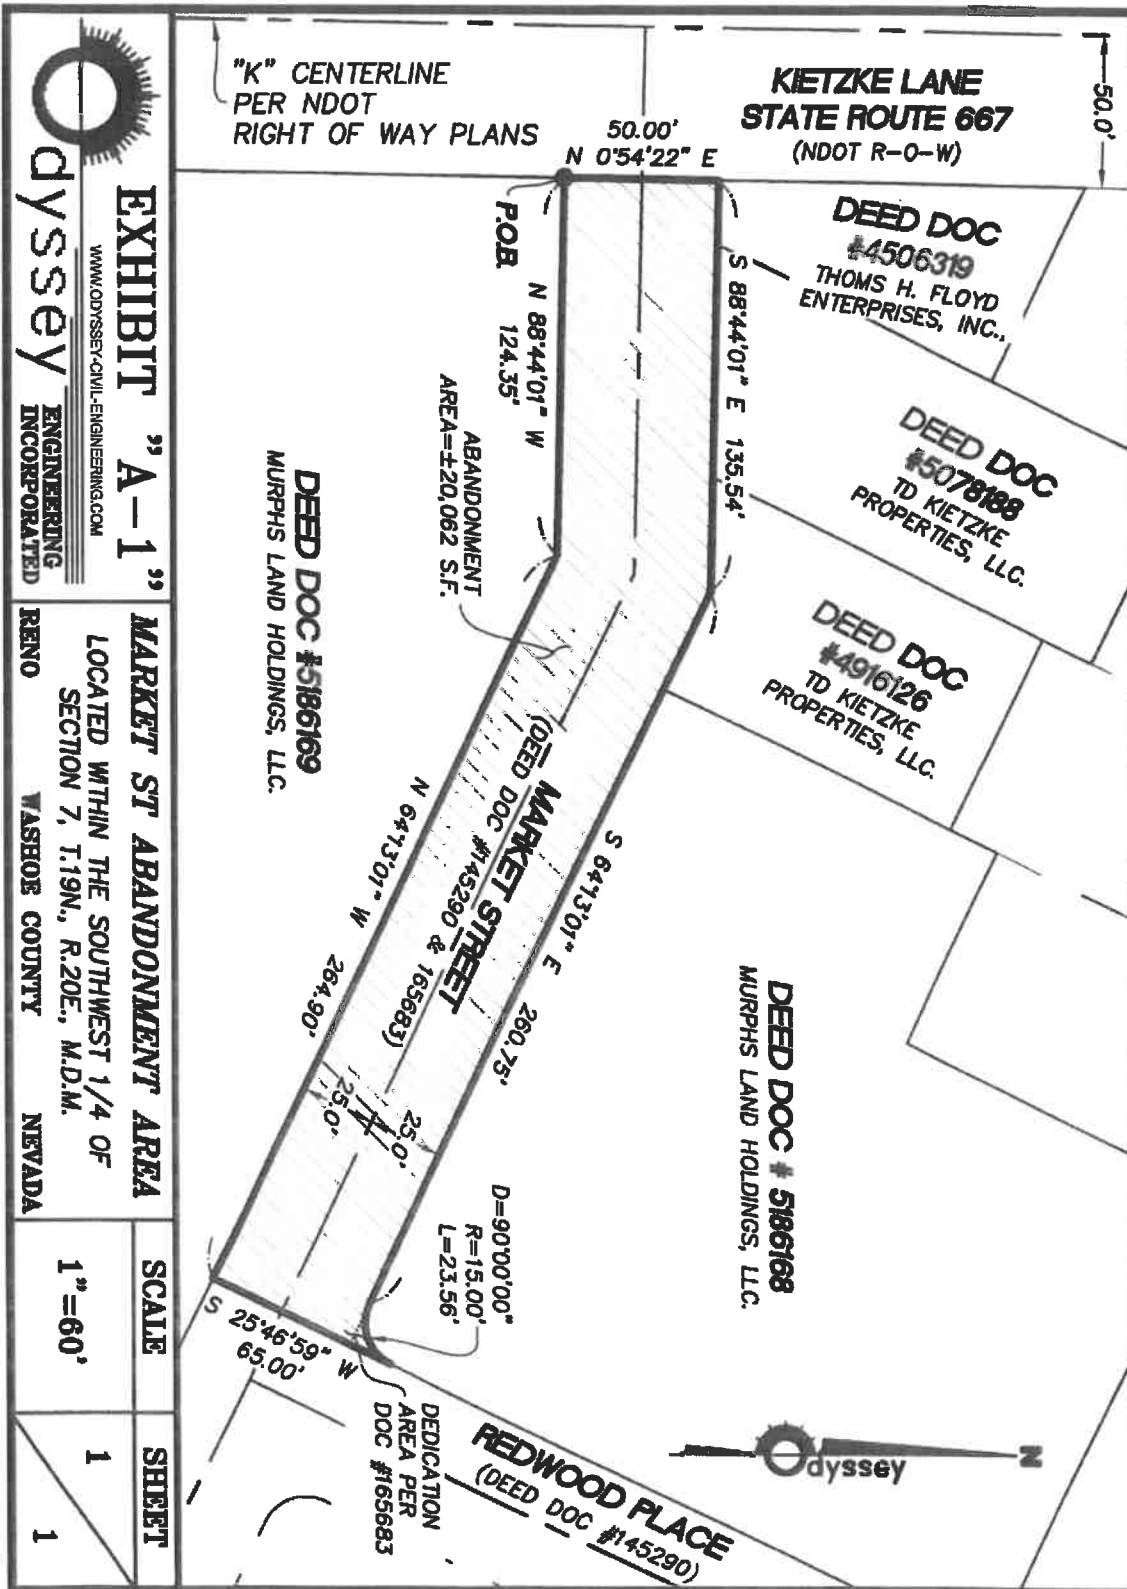 50.0'
KIETZKE LANE
STATE ROUTE 667
(NDOT R-O-W)
"K" CENTERLINE
PER NDOT
RIGHT OF WAY PLANS
50.00'
N 0°54'22" E
P.O.B.
DEED DOC
#4506319
THOMS H. FLOYD
ENTERPRISES, INC.,
S 88°44'01" E 135.54'
N 88°44'01" W
124.35'
DEED DOC
#5078188
TD KIETZKE
PROPERTIES, LLC.
DEED DOC
#4916126
TD KIETZKE
PROPERTIES, LLC.
ABANDONMENT
AREA=±20,062 S.F.
DEED DOC #5186169
MURPHS LAND HOLDINGS, LLC.
MARKET STREET
(DEED DOC #145290 & 165683)
S 64°13'01" E 260.75'
N 64°13'01" W 264.90'
25.0'
25.0'
DEED DOC # 5186168
MURPHS LAND HOLDINGS, LLC.
D=90°00'00"
R=15.00'
L=23.56'
S 25°46'59" W
65.00'
DEDICATION
AREA PER
DOC #165683
REDWOOD PLACE
(DEED DOC #145290)
N
Odyssey
EXHIBIT "A-1"
WWW.ODYSSEY-CIVIL-ENGINEERING.COM
Odyssey
ENGINEERING
INCORPORATED
MARKET ST ABANDONMENT AREA
LOCATED WITHIN THE SOUTHWEST 1/4 OF
SECTION 7, T.19N., R.20E., M.D.M.
RENO WASHOE COUNTY NEVADA
SCALE
1"=60'
SHEET
1
1